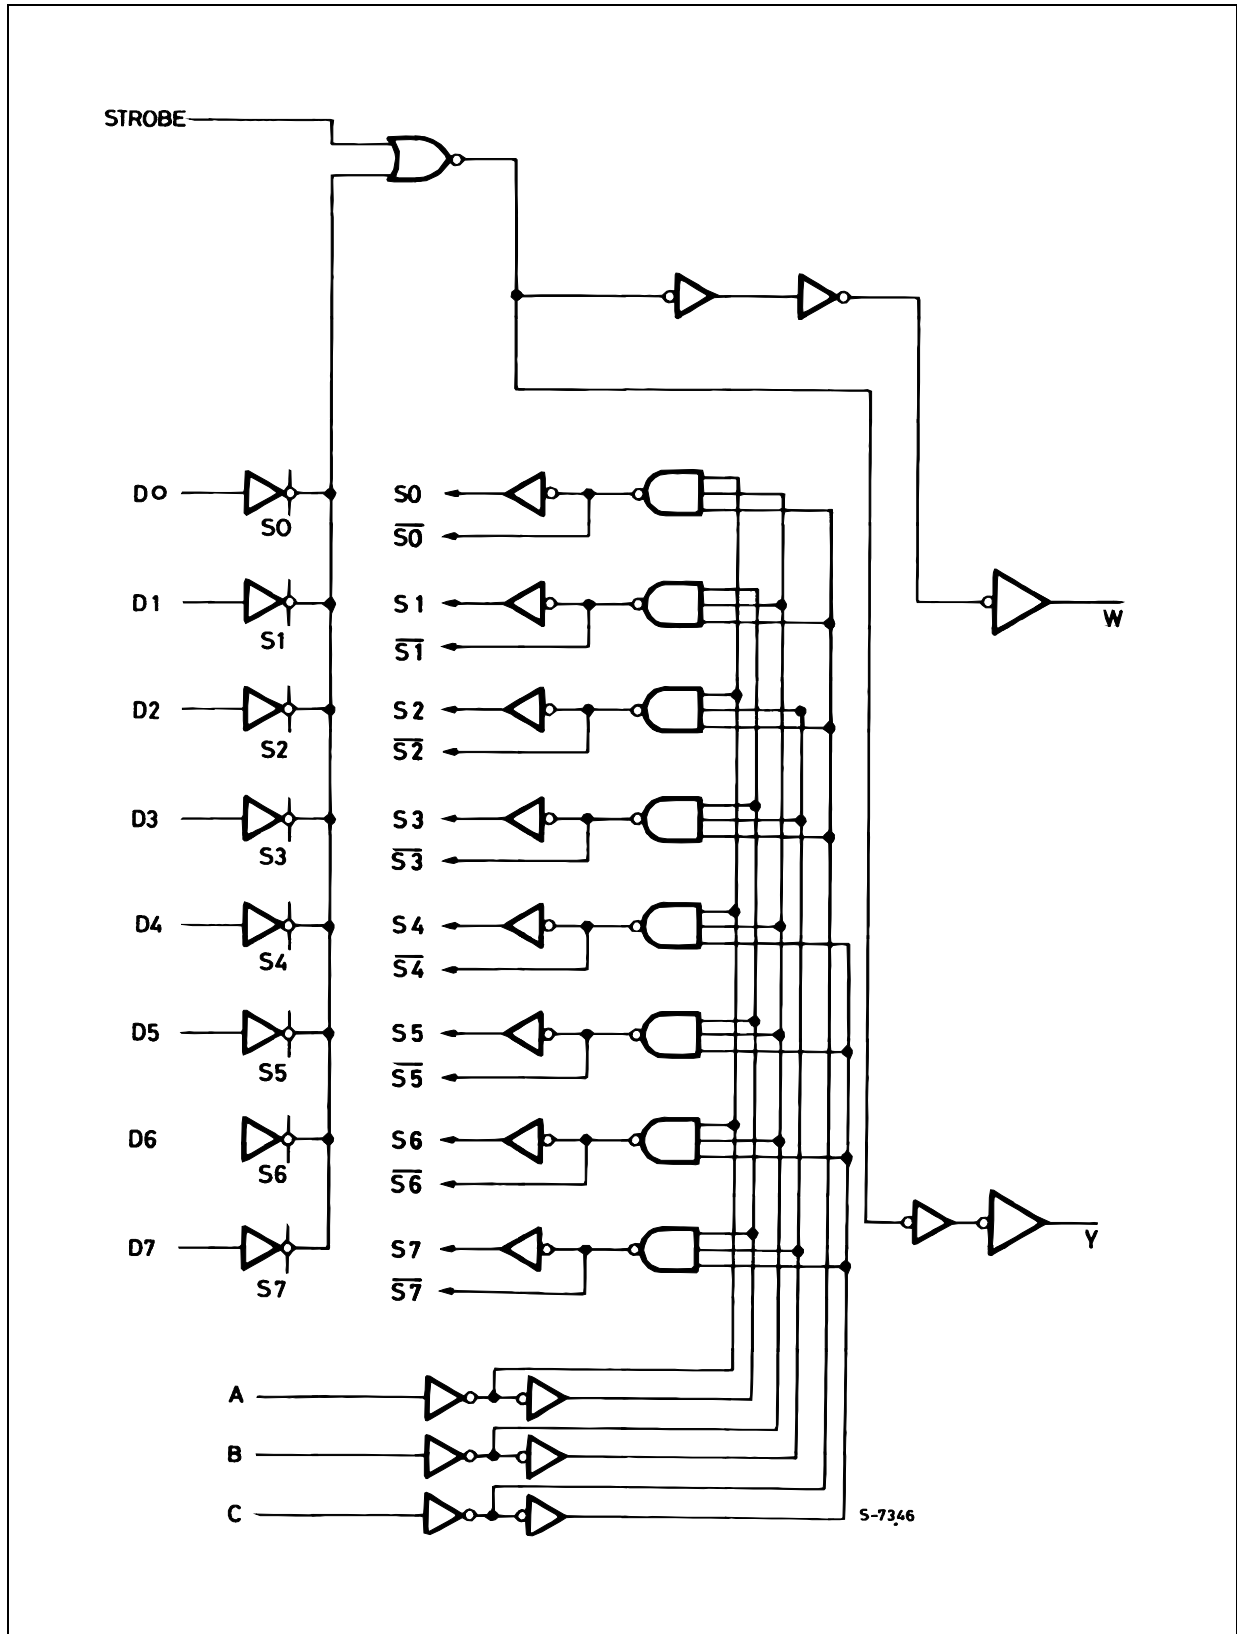 STROBE
D0 S0 S0
S0̅
S1 S1
D1 S1̅
D2 S2
S2 S2̅
D3 S3
S3 S3̅
D4 S4
S4 S4̅
D5 S5
S5 S5̅
D6 S6
S6 S6̅
D7 S7
S7 S7̅
W
Y
A
B
C
S-7346